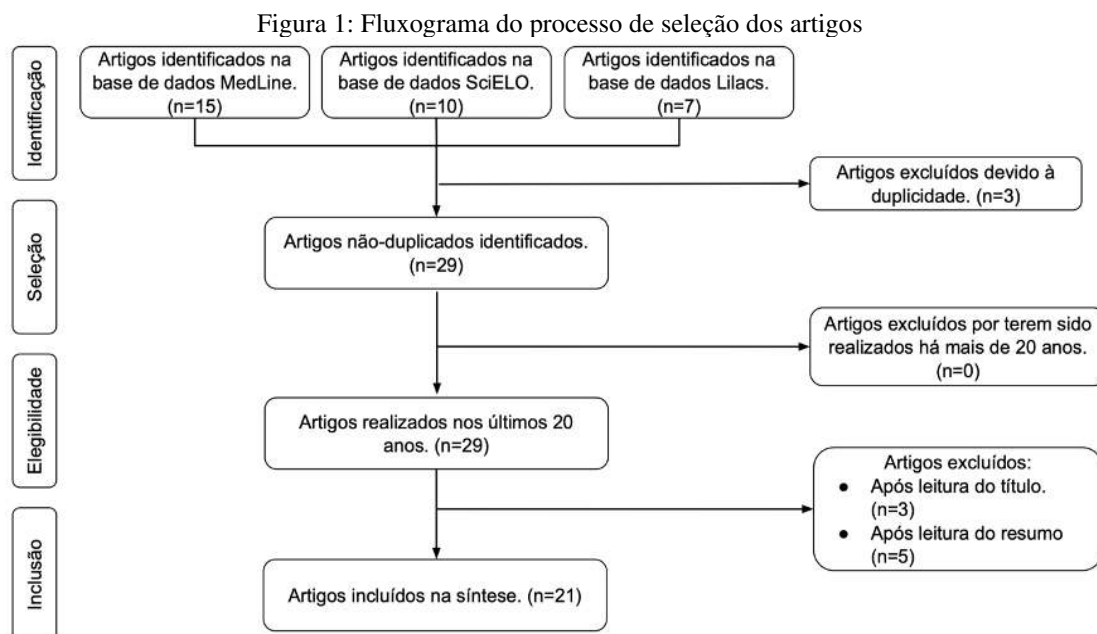 Figura 1: Fluxograma do processo de seleção dos artigos
Identificação
Artigos identificados na
base de dados MedLine.
(n=15)
Artigos identificados na
base de dados SciELO.
(n=10)
Artigos identificados na
base de dados Lilacs.
(n=7)
Artigos excluídos devido à
duplicidade. (n=3)
Seleção
Artigos não-duplicados identificados.
(n=29)
Artigos excluídos por terem sido
realizados há mais de 20 anos.
(n=0)
Elegibilidade
Artigos realizados nos últimos 20
anos. (n=29)
Artigos excluídos:
● Após leitura do título.
(n=3)
● Após leitura do resumo
(n=5)
Inclusão
Artigos incluídos na síntese. (n=21)